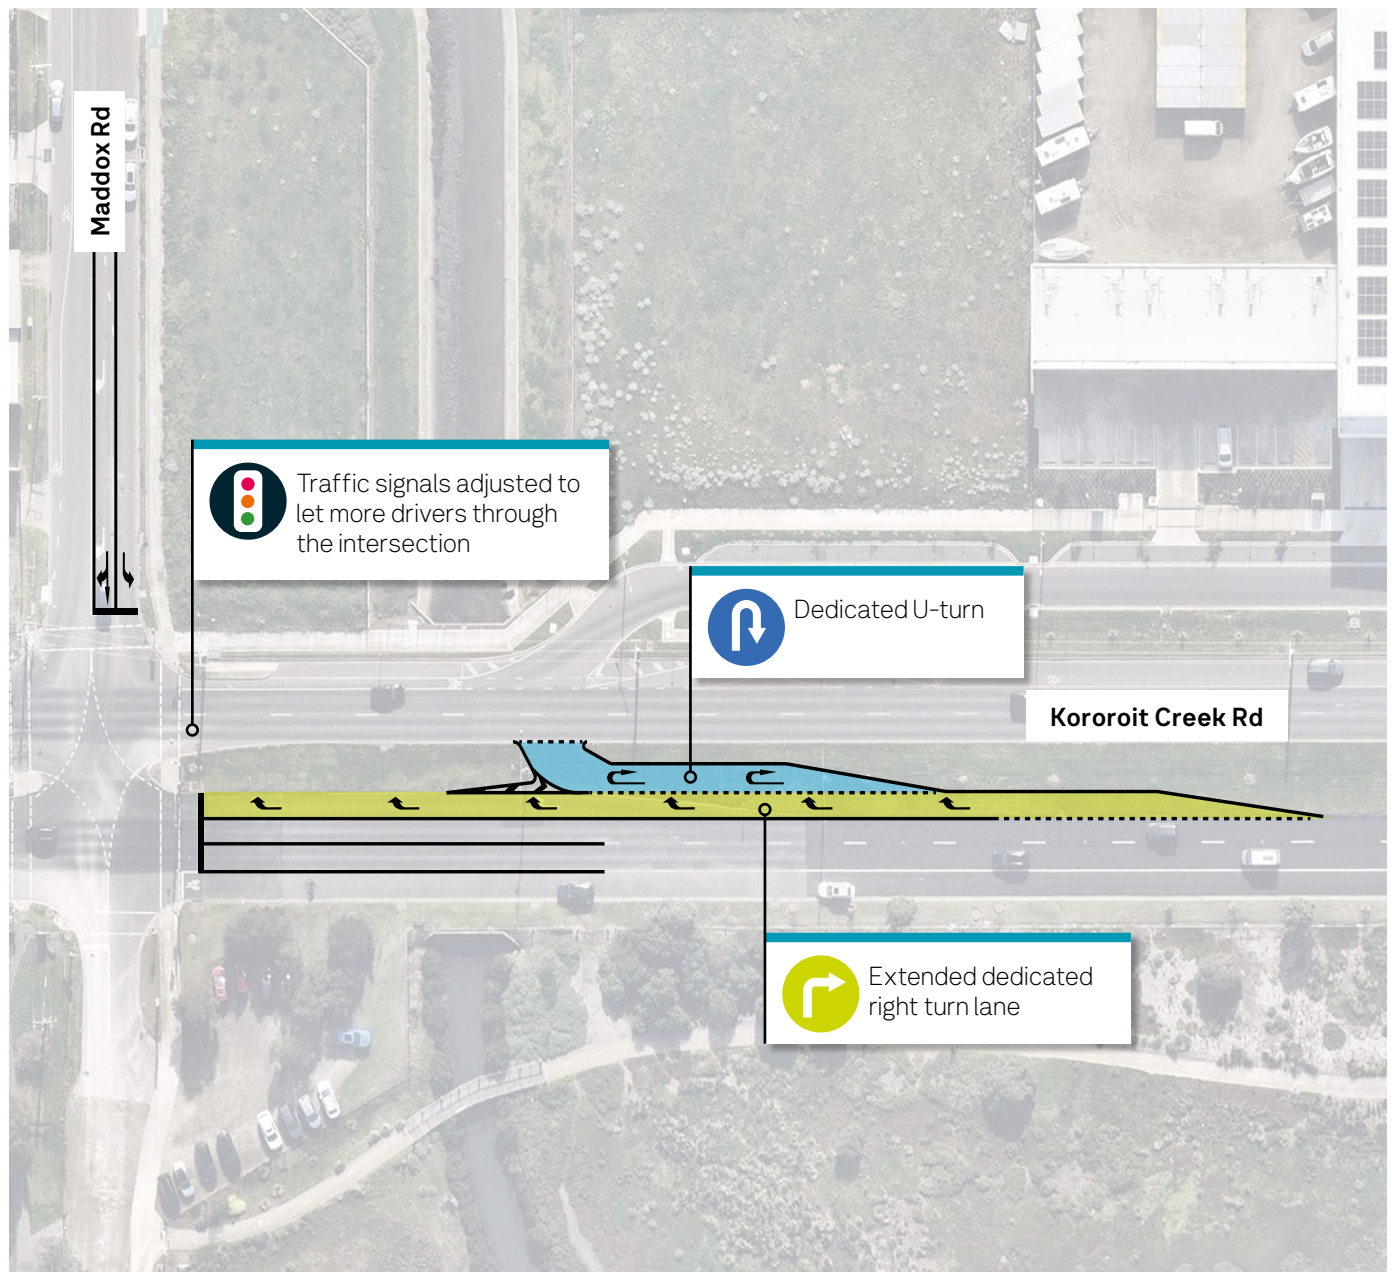 Maddox Rd
Traffic signals adjusted to
let more drivers through
the intersection
Dedicated U-turn
Kororoit Creek Rd
Extended dedicated
right turn lane